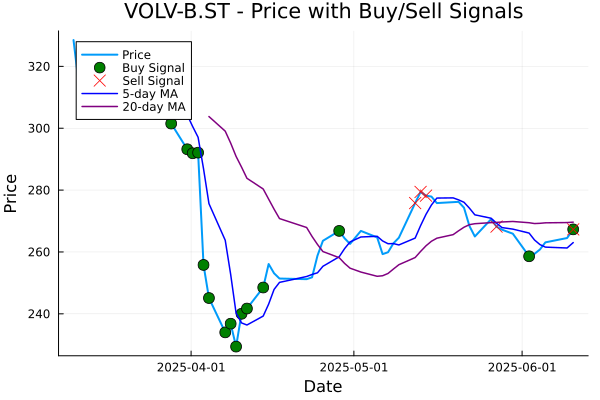 VOLV-B.ST - Price with Buy/Sell Signals
Price
Buy Signal
Sell Signal
5-day MA
20-day MA
320
300
280
260
240
Price
2025-04-01
2025-05-01
2025-06-01
Date